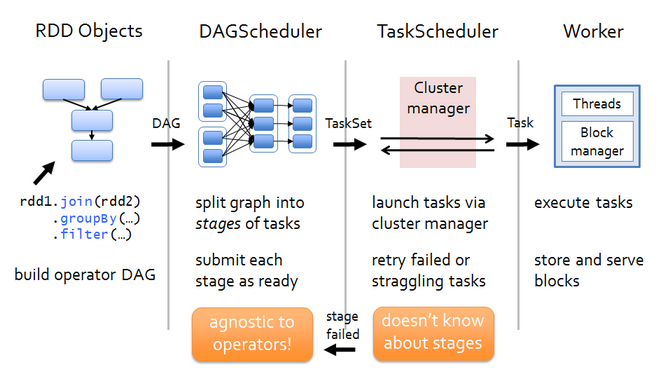 RDD Objects
DAGScheduler
TaskScheduler
Worker
DAG
TaskSet
Cluster
manager
Task
Threads
Block
manager
rdd1.join(rdd2)
.groupBy(…)
.filter(…)
build operator DAG
split graph into
stages of tasks
submit each
stage as ready
launch tasks via
cluster manager
retry failed or
straggling tasks
execute tasks
store and serve
blocks
agnostic to
operators!
stage
failed
doesn't know
about stages